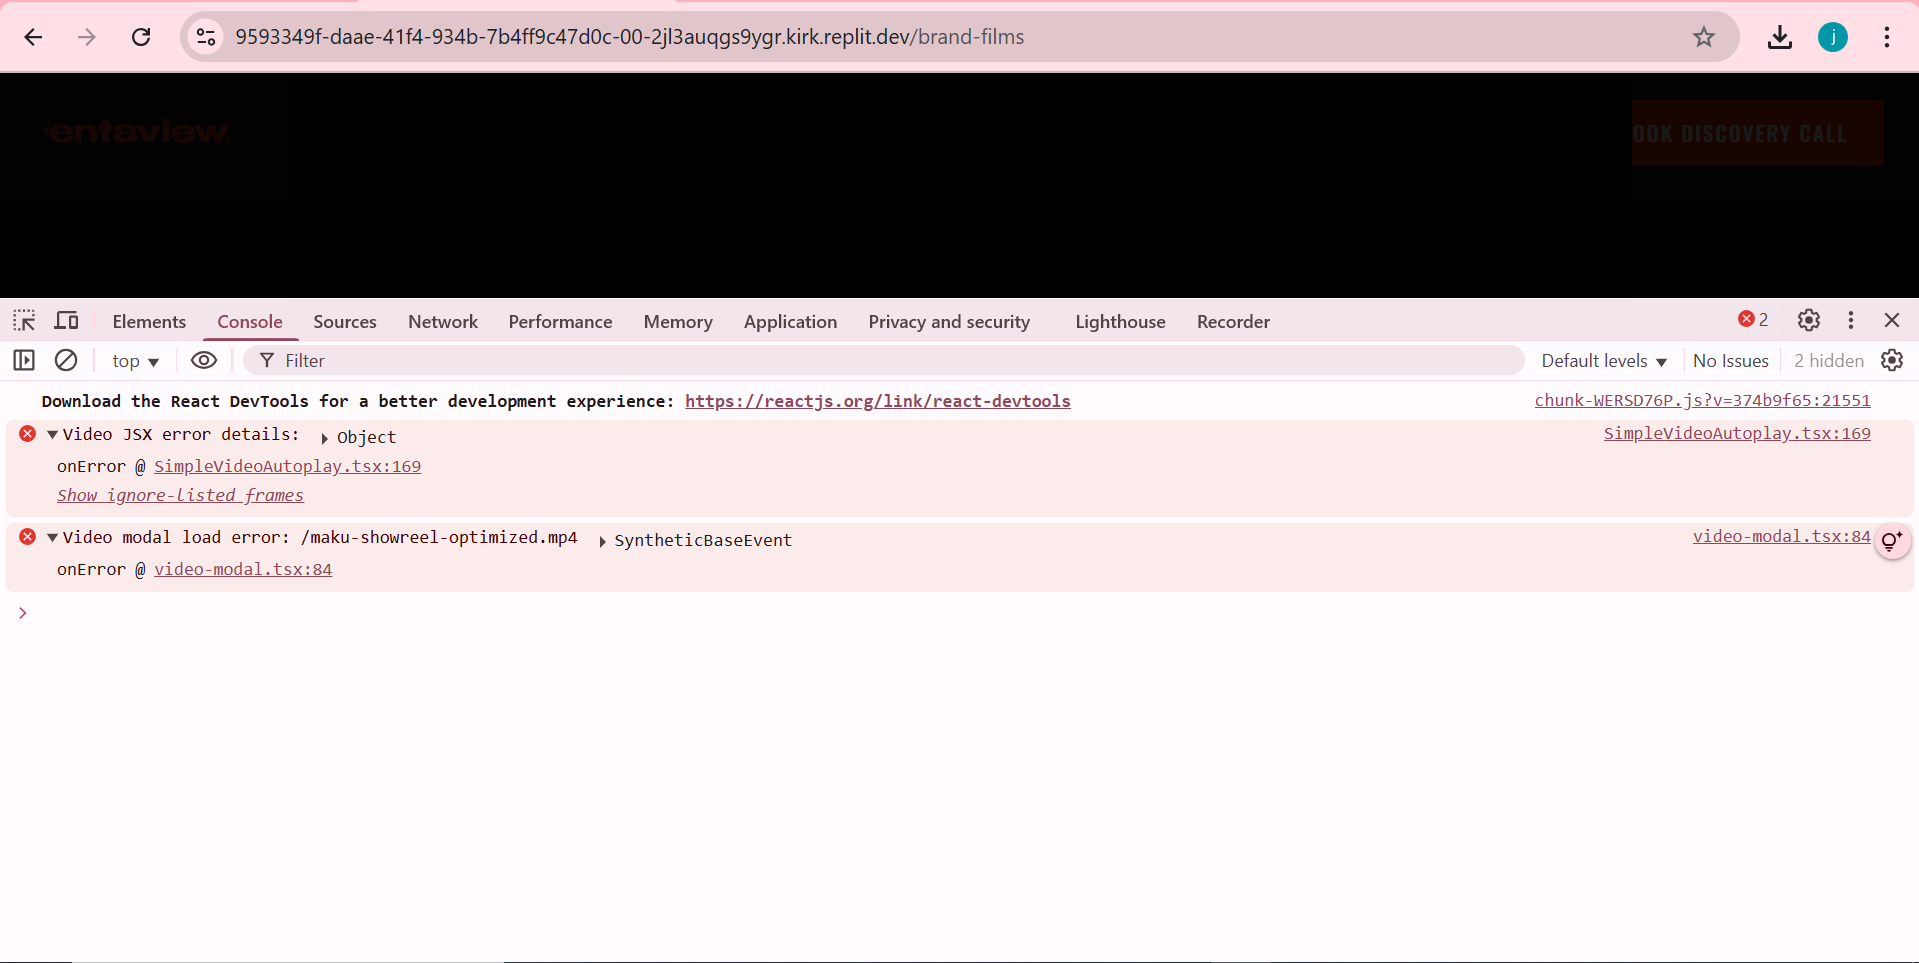 9593349f-daae-41f4-934b-7b4ff9c47d0c-00-2jl3auqgs9ygr.kirk.replit.dev/brand-films
j
entaview
OOK DISCOVERY CALL
Elements Console Sources Network Performance Memory Application Privacy and security Lighthouse Recorder 2
top Filter Default levels No Issues 2 hidden
Download the React DevTools for a better development experience: https://reactjs.org/link/react-devtools chunk-WERSD76P.js?v=374b9f65:21551
Video JSX error details: Object SimpleVideoAutoplay.tsx:169
onError @ SimpleVideoAutoplay.tsx:169
Show ignore-listed frames
Video modal load error: /maku-showreel-optimized.mp4 SyntheticBaseEvent video-modal.tsx:84
onError @ video-modal.tsx:84